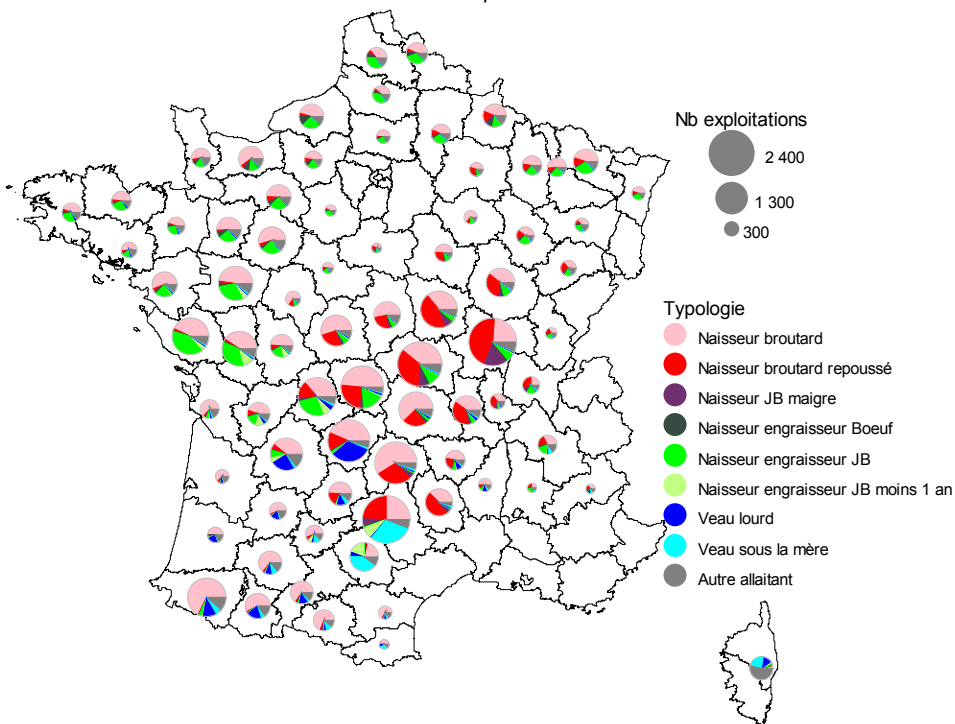 Nb exploitations
2 400
1 300
300
Typologie
Naisseur broutard
Naisseur broutard repoussé
Naisseur JB maigre
Naisseur engraisseur Boeuf
Naisseur engraisseur JB
Naisseur engraisseur JB moins 1 an
Veau lourd
Veau sous la mère
Autre allaitant